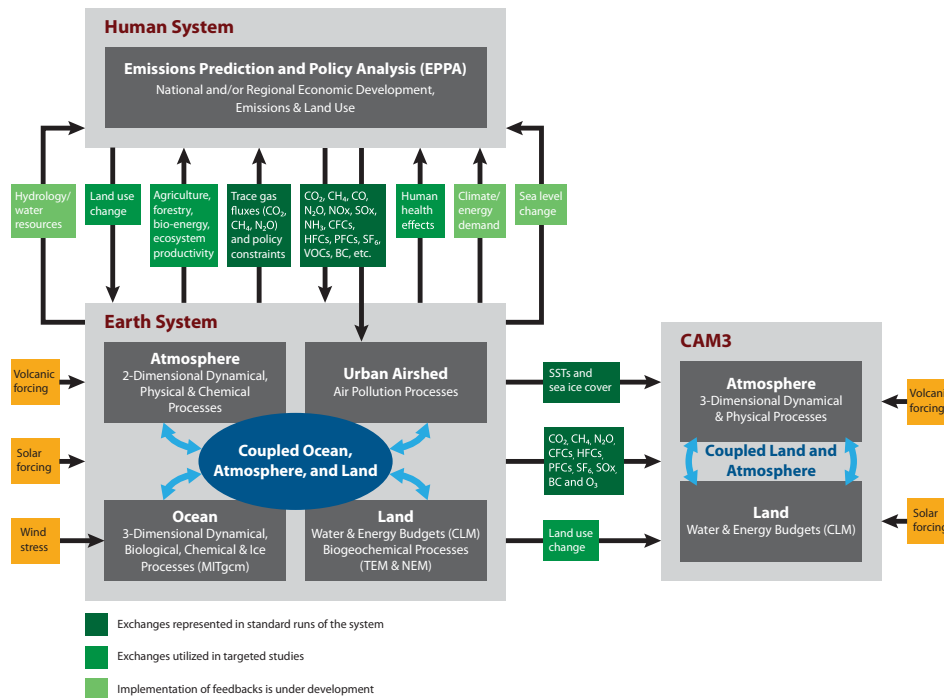 Human System
Emissions Prediction and Policy Analysis (EPPA)
National and/or Regional Economic Development,
Emissions & Land Use
Hydrology/
water
resources
Land use
change
Agriculture,
forestry,
bio-energy,
ecosystem
productivity
Trace gas
fluxes (CO₂,
CH₄, N₂O)
and policy
constraints
CO₂, CH₄, CO,
N₂O, NOx, SOx,
NH₃, CFCs,
HFCs, PFCs, SF₆,
VOCs, BC, etc.
Human
health
effects
Climate/
energy
demand
Sea level
change
Earth System
Atmosphere
2-Dimensional Dynamical,
Physical & Chemical
Processes
Urban Airshed
Air Pollution Processes
Coupled Ocean,
Atmosphere, and Land
Ocean
3-Dimensional Dynamical,
Biological, Chemical & Ice
Processes (MITgcm)
Land
Water & Energy Budgets (CLM)
Biogeochemical Processes
(TEM & NEM)
Volcanic
forcing
Solar
forcing
Wind
stress
SSTs and
sea ice cover
CO₂, CH₄, N₂O,
CFCs, HFCs,
PFCs, SF₆, SOx,
BC and O₃
Land use
change
CAM3
Atmosphere
3-Dimensional Dynamical
& Physical Processes
Coupled Land and
Atmosphere
Land
Water & Energy Budgets (CLM)
Volcanic
forcing
Solar
forcing
Exchanges represented in standard runs of the system
Exchanges utilized in targeted studies
Implementation of feedbacks is under development